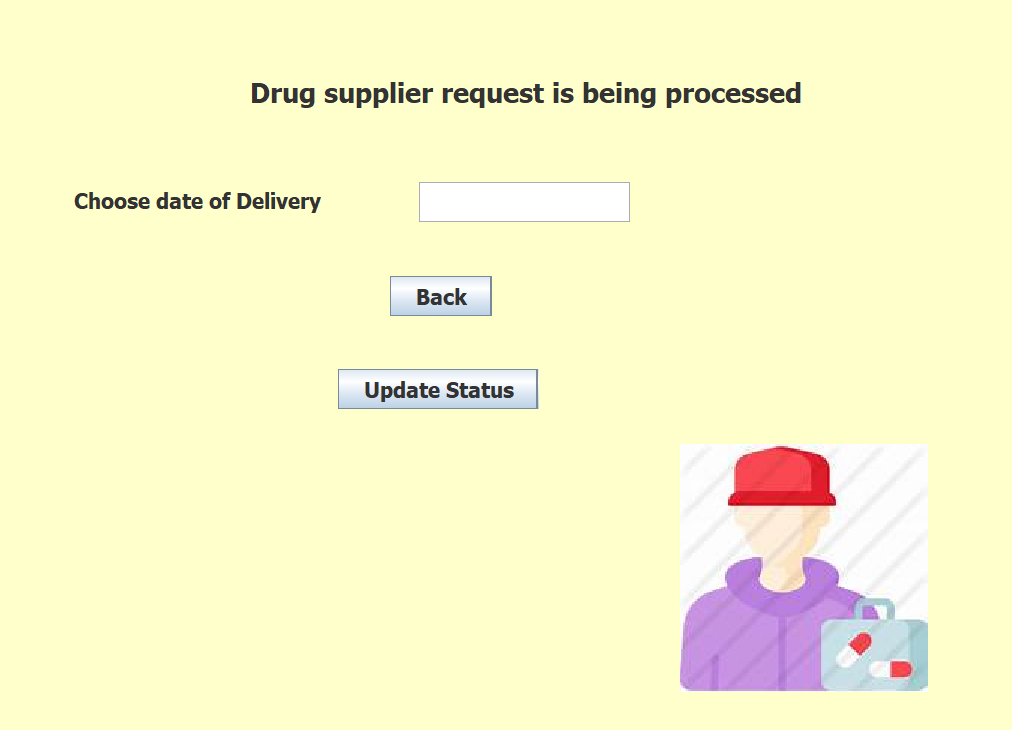 Drug supplier request is being processed
Choose date of Delivery
Back
Update Status